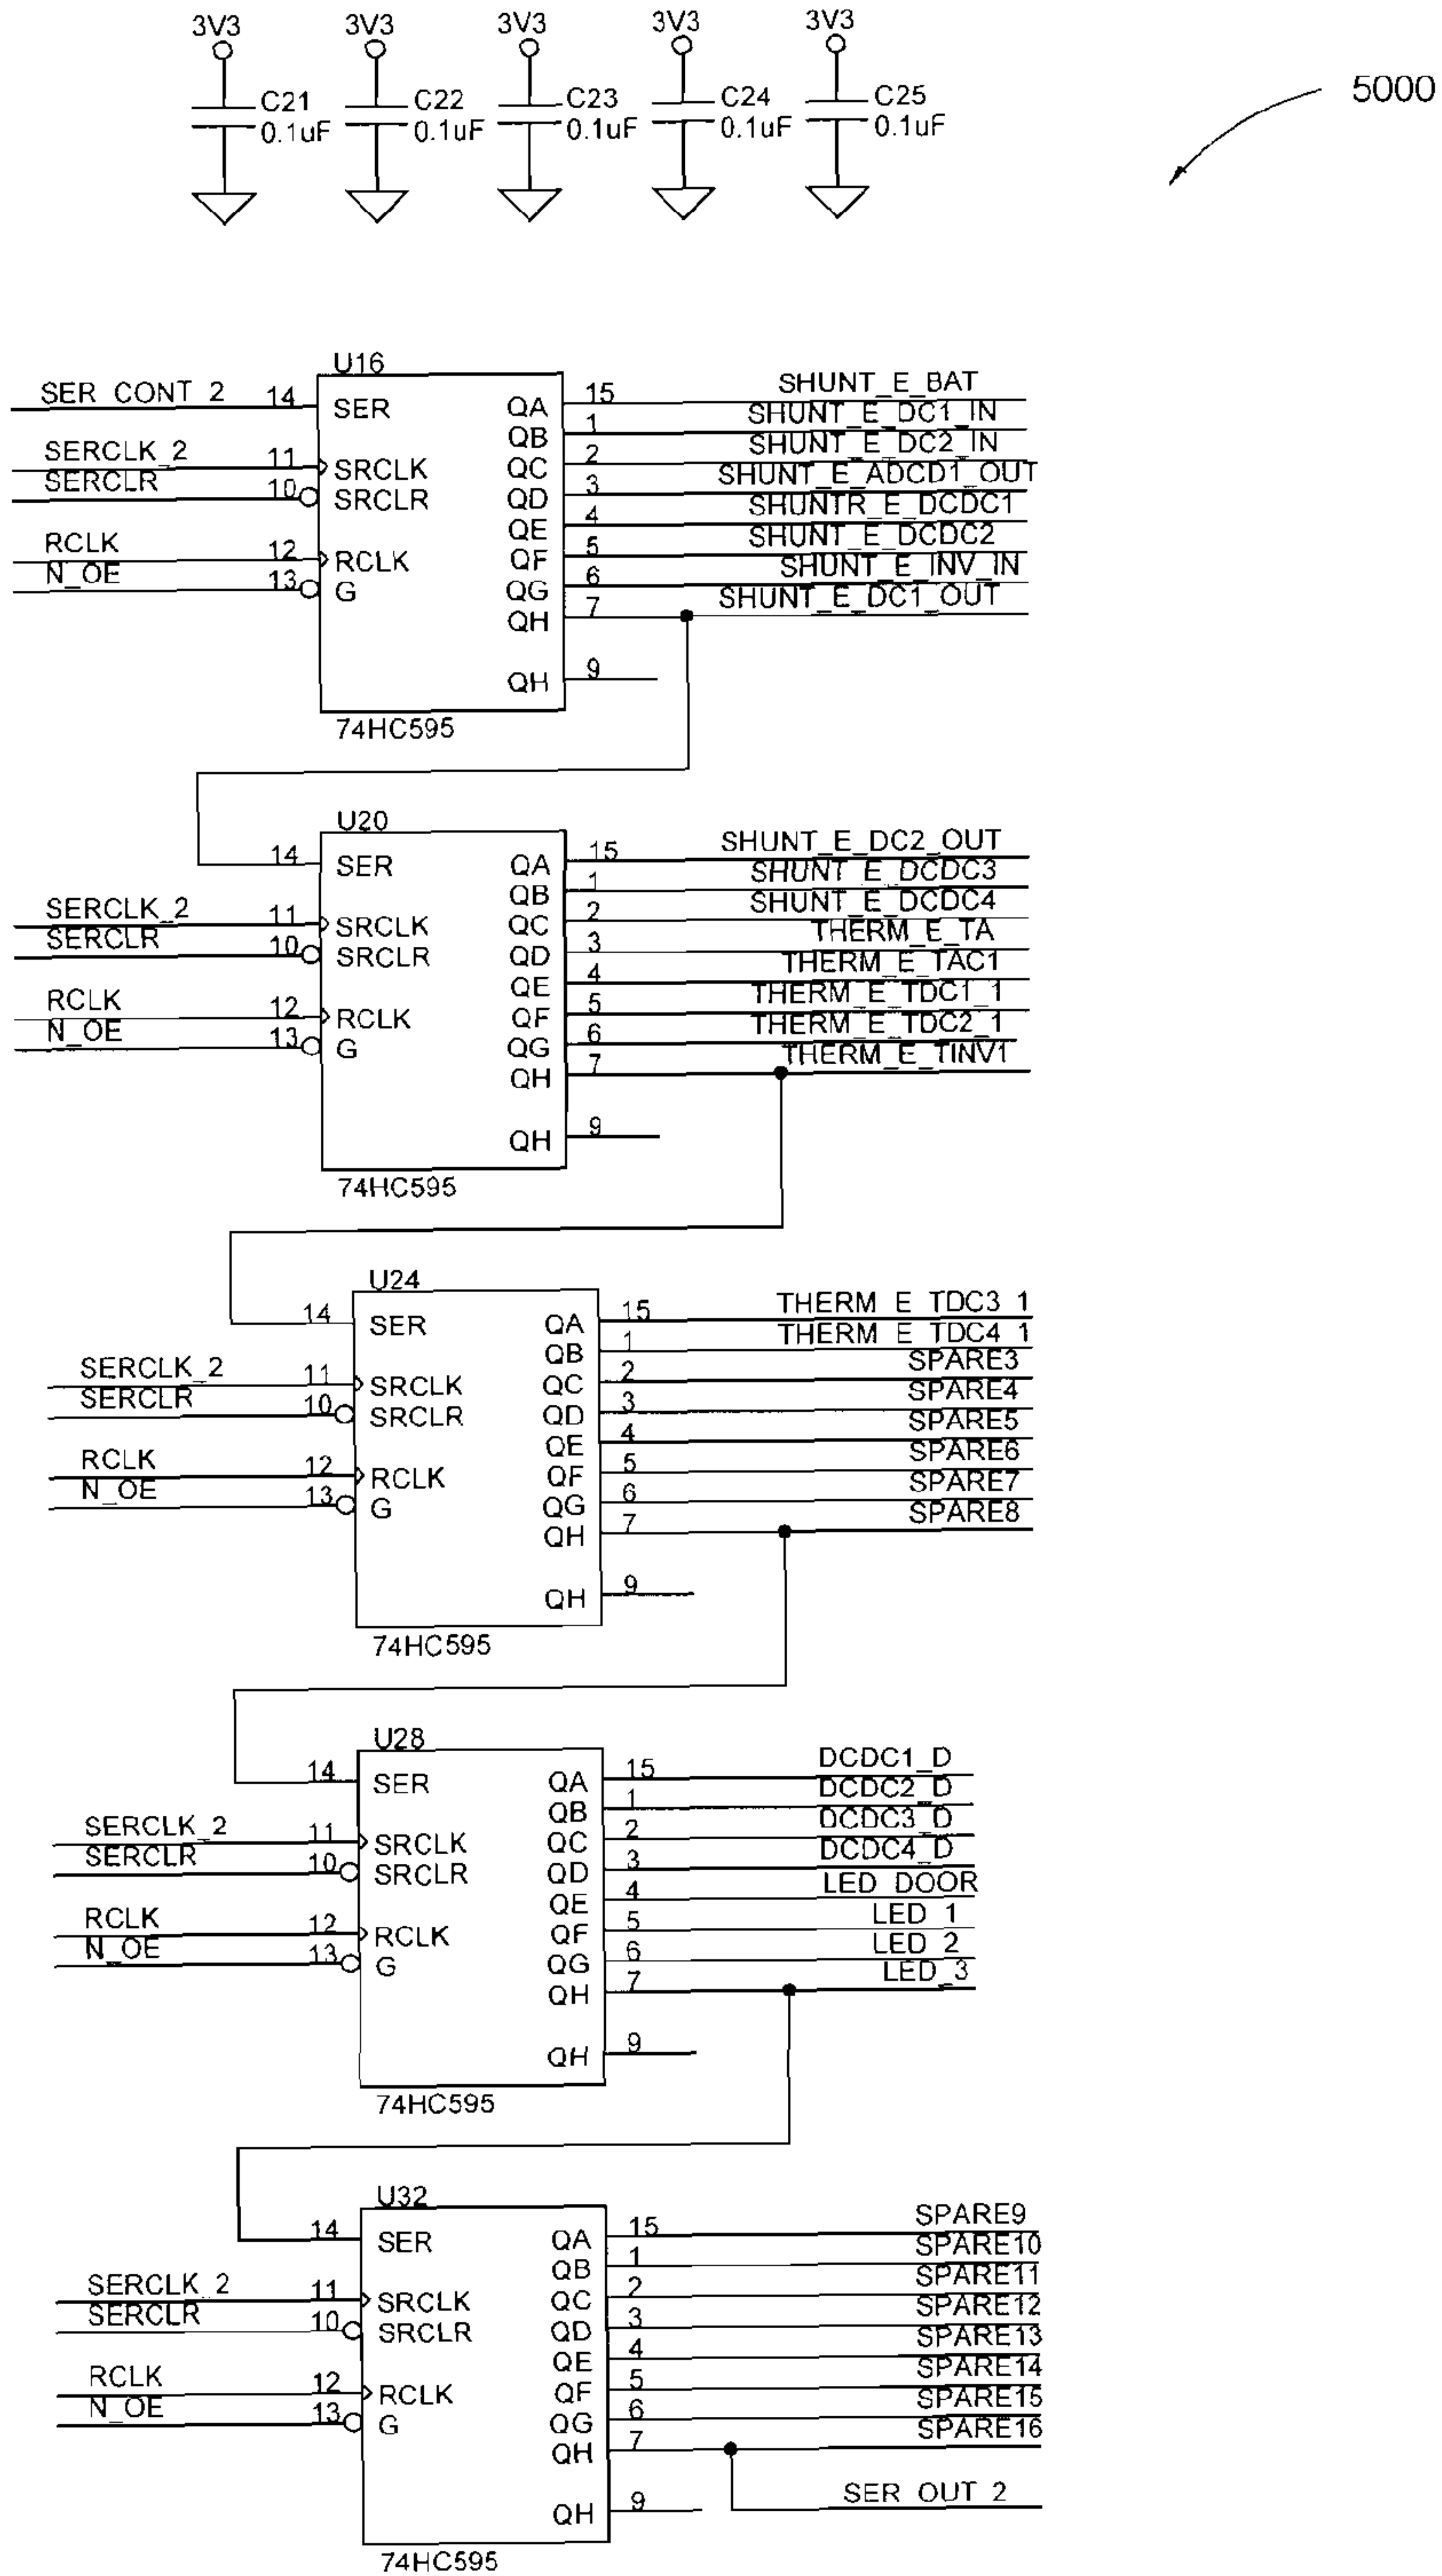 3V3 3V3 3V3 3V3 3V3
C21 C22 C23 C24 C25
0.1uF 0.1uF 0.1uF 0.1uF 0.1uF
5000
U16
SER_CONT_2 14 SER QA 15 SHUNT_E_BAT
QB 1 SHUNT_E_DC1_IN
SERCLK_2 11 SRCLK QC 2 SHUNT_E_DC2_IN
SERCLR 10 SRCLR QD 3 SHUNT_E_ADCD1_OUT
QE 4 SHUNTR_E_DCDC1
RCLK 12 RCLK QF 5 SHUNT_E_DCDC2
N_OE 13 G QG 6 SHUNT_E_INV_IN
QH 7 SHUNT_E_DC1_OUT
QH 9
74HC595
U20
14 SER QA 15 SHUNT_E_DC2_OUT
QB 1 SHUNT_E_DCDC3
SERCLK_2 11 SRCLK QC 2 SHUNT_E_DCDC4
SERCLR 10 SRCLR QD 3 THERM_E_TA
QE 4 THERM_E_TAC1
RCLK 12 RCLK QF 5 THERM_E_TDC1_1
N_OE 13 G QG 6 THERM_E_TDC2_1
QH 7 THERM_E_TINV1
QH 9
74HC595
U24
14 SER QA 15 THERM_E_TDC3_1
QB 1 THERM_E_TDC4_1
SERCLK_2 11 SRCLK QC 2 SPARE3
SERCLR 10 SRCLR QD 3 SPARE4
QE 4 SPARE5
RCLK 12 RCLK QF 5 SPARE6
N_OE 13 G QG 6 SPARE7
QH 7 SPARE8
QH 9
74HC595
U28
14 SER QA 15 DCDC1_D
QB 1 DCDC2_D
SERCLK_2 11 SRCLK QC 2 DCDC3_D
SERCLR 10 SRCLR QD 3 DCDC4_D
QE 4 LED_DOOR
RCLK 12 RCLK QF 5 LED_1
N_OE 13 G QG 6 LED_2
QH 7 LED_3
QH 9
74HC595
U32
14 SER QA 15 SPARE9
QB 1 SPARE10
SERCLK_2 11 SRCLK QC 2 SPARE11
SERCLR 10 SRCLR QD 3 SPARE12
QE 4 SPARE13
RCLK 12 RCLK QF 5 SPARE14
N_OE 13 G QG 6 SPARE15
QH 7 SPARE16
QH 9 SER_OUT_2
74HC595